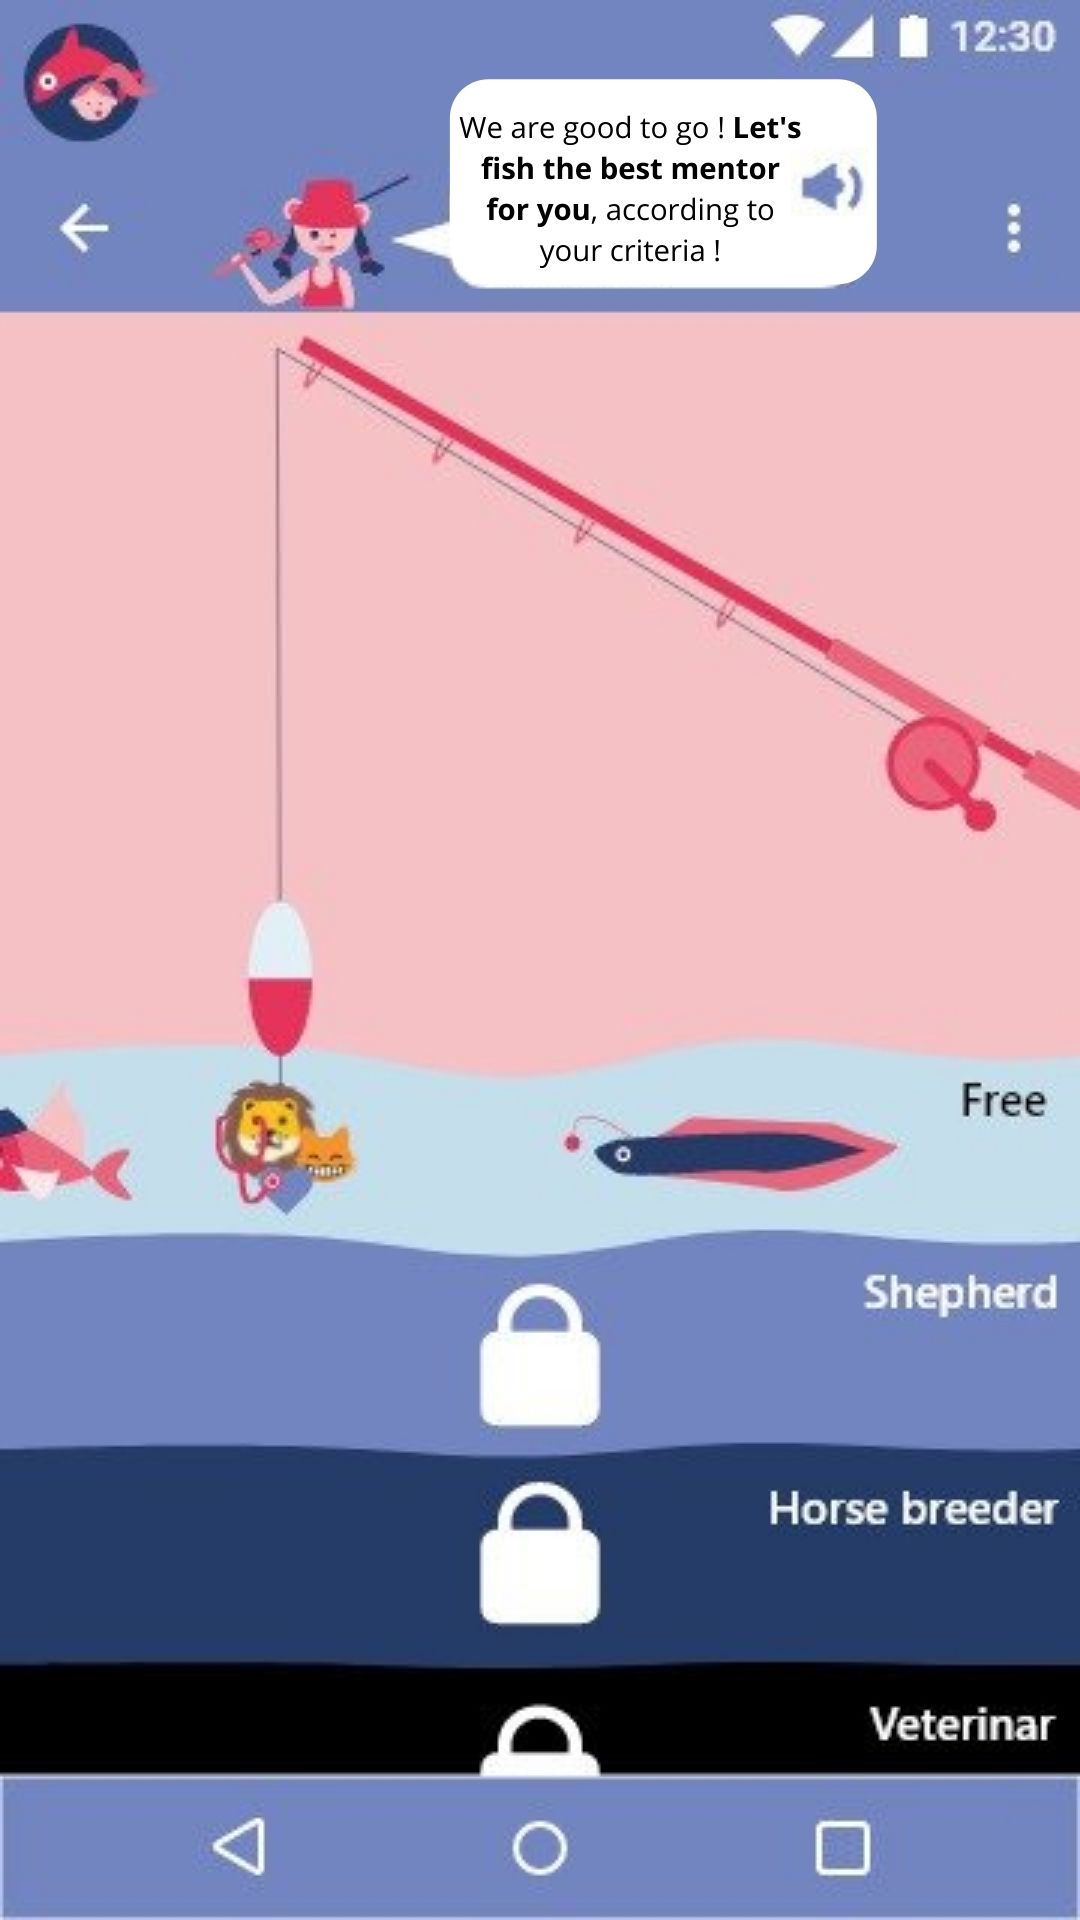 12:30
We are good to go ! Let's
fish the best mentor
for you, according to
your criteria !
Free
Shepherd
Horse breeder
Veterinar